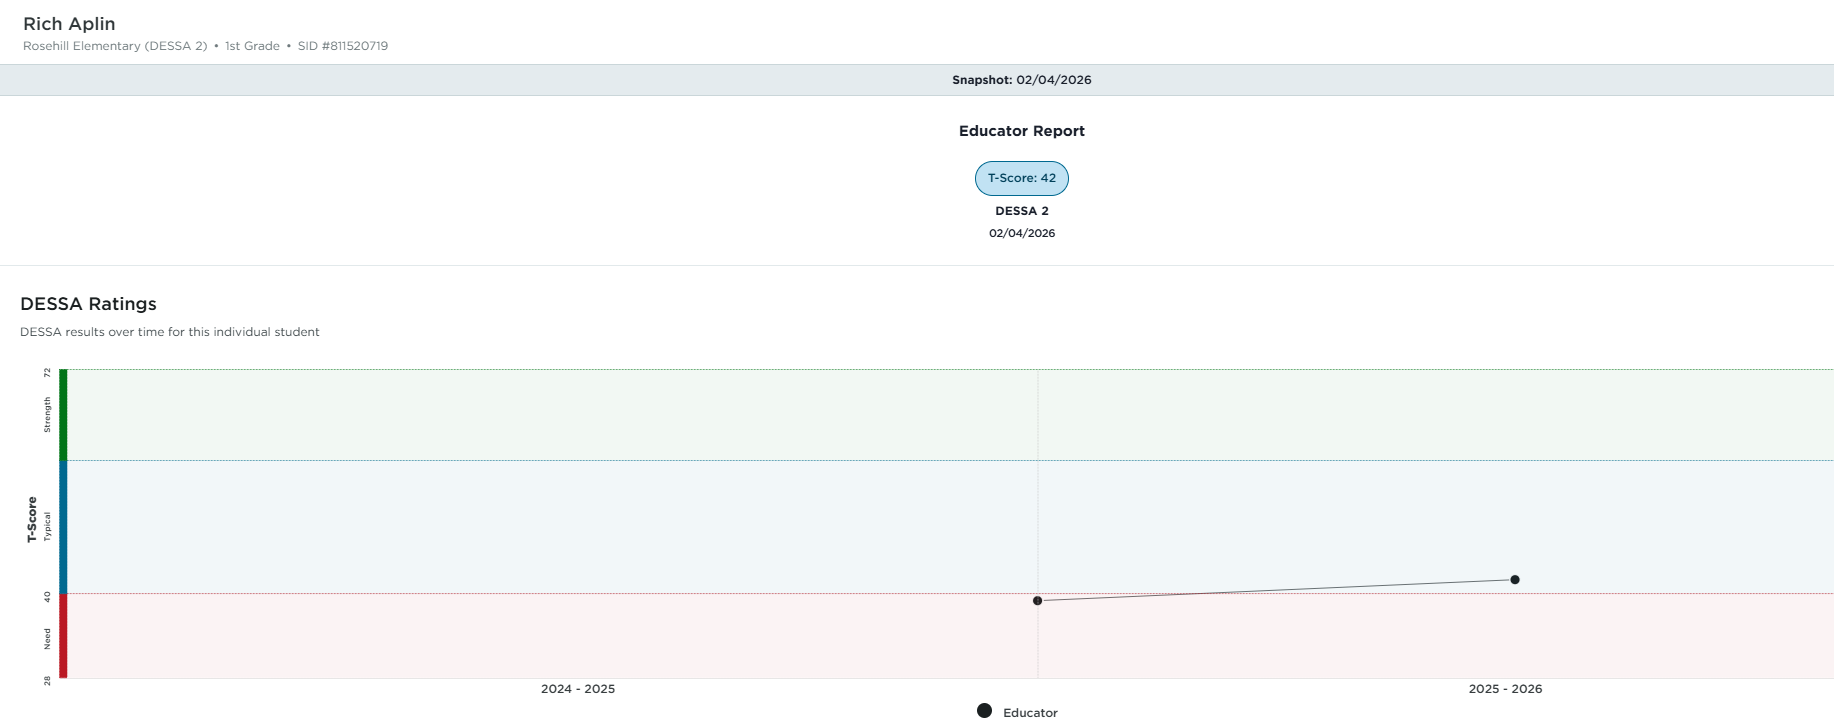 Rich Aplin
Rosehill Elementary (DESSA 2) • 1st Grade • SID #811520719
Snapshot: 02/04/2026
Educator Report
T-Score: 42
DESSA 2
02/04/2026
DESSA Ratings
DESSA results over time for this individual student
T-Score
72
Strength
Typical
40
Need
28
2024 - 2025
2025 - 2026
Educator